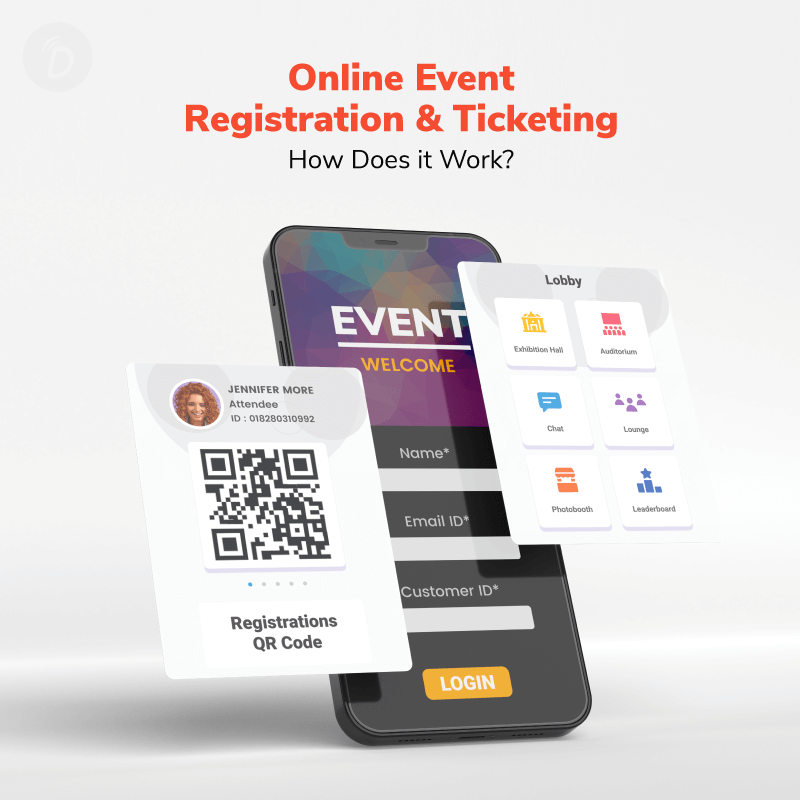 Online Event
Registration & Ticketing
How Does it Work?
EVENT
WELCOME
Name*
Email ID*
Customer ID*
LOGIN
JENNIFER MORE
Attendee
ID : 018280310992
Registrations
QR Code
Lobby
Exhibition Hall
Auditorium
Chat
Lounge
Photobooth
Leaderboard
D